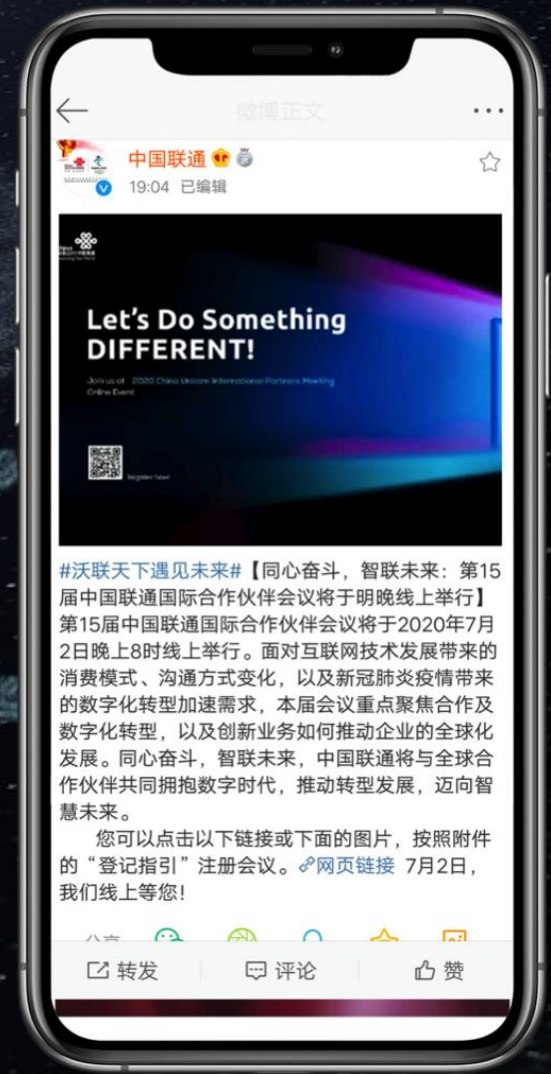 微博正文
中国联通
19:04 已编辑
Let's Do Something
DIFFERENT!
Join us at 2020 China Unicom International Partners Meeting
Online Event
Register Now!
#沃联天下遇见未来#【同心奋斗，智联未来：第15
届中国联通国际合作伙伴会议将于明晚线上举行】
第15届中国联通国际合作伙伴会议将于2020年7月
2日晚上8时线上举行。面对互联网技术发展带来的
消费模式、沟通方式变化，以及新冠肺炎疫情带来
的数字化转型加速需求，本届会议重点聚焦合作及
数字化转型，以及创新业务如何推动企业的全球化
发展。同心奋斗，智联未来，中国联通将与全球合
作伙伴共同拥抱数字时代，推动转型发展，迈向智
慧未来。
您可以点击以下链接或下面的图片，按照附件
的“登记指引”注册会议。网页链接 7月2日，
我们线上等您！
转发
评论
赞